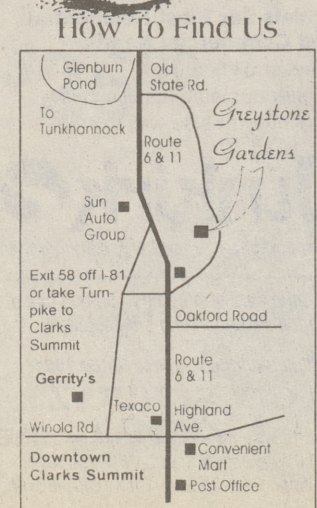 How To Find Us
Glenburn
Pond
Old
State Rd.
To
Tunkhannock
Greystone
Gardens
Route
6 & 11
Sun
Auto
Group
Exit 58 off I-81
or take Turn-
pike to
Clarks
Summit
Oakford Road
Route
6 & 11
Gerrity's
Texaco
Highland
Ave.
Winola Rd.
Downtown
Clarks Summit
Convenient
Mart
Post Office